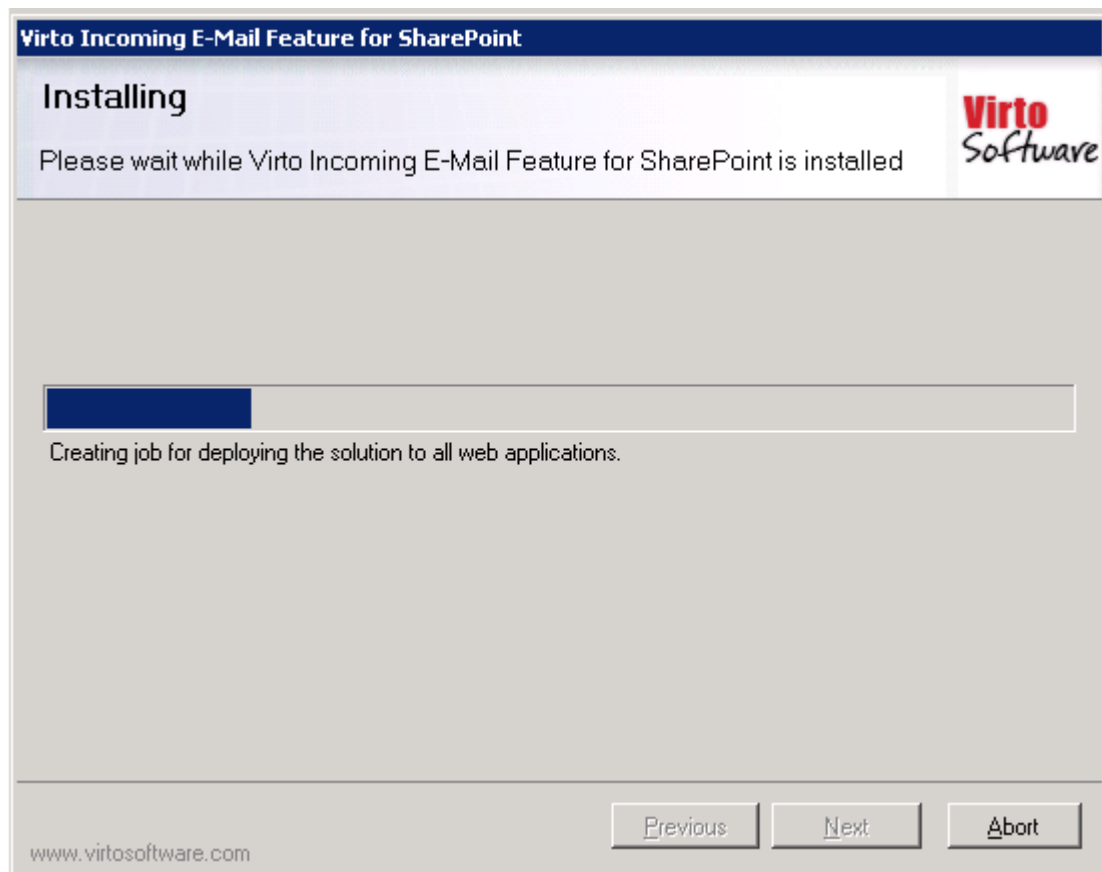 Virto Incoming E-Mail Feature for SharePoint
Installing
Virto
Software
Please wait while Virto Incoming E-Mail Feature for SharePoint is installed
Creating job for deploying the solution to all web applications.
Previous
Next
Abort
www.virtosoftware.com